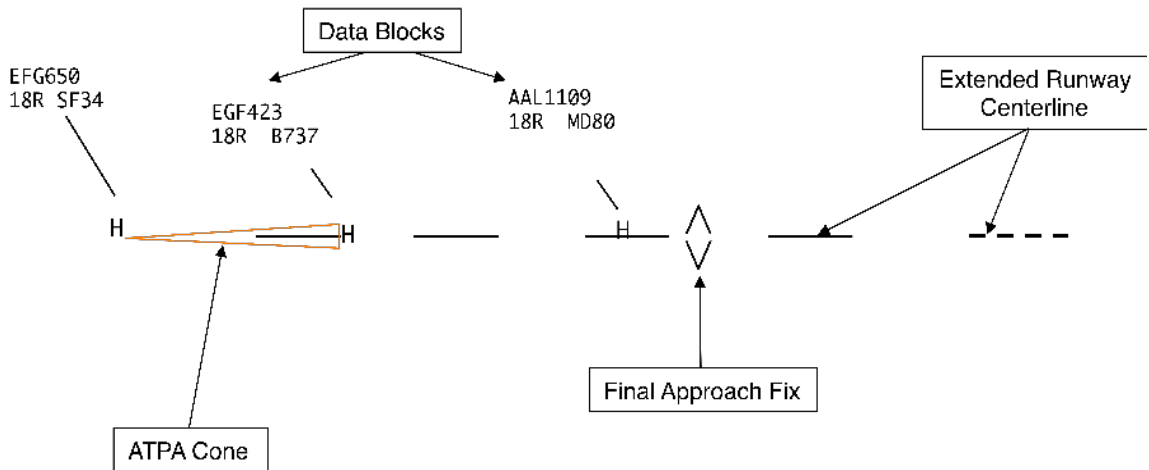 Data Blocks
EFG650
18R SF34
EGF423
18R B737
AAL1109
18R MD80
Extended Runway
Centerline
H
H
H
Final Approach Fix
ATPA Cone